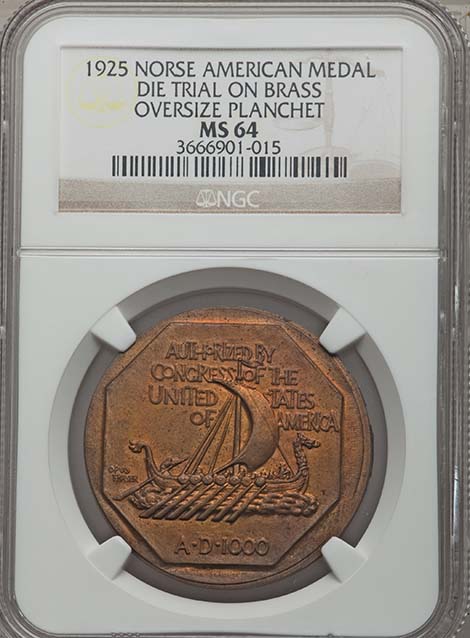 1925 NORSE AMERICAN MEDAL
DIE TRIAL ON BRASS
OVERSIZE PLANCHET
MS 64
3666901-015
NGC
AUTHORIZED BY
CONGRESS OF THE
UNITED STATES
OF AMERICA
OPUS
FRASER
A·D·1000